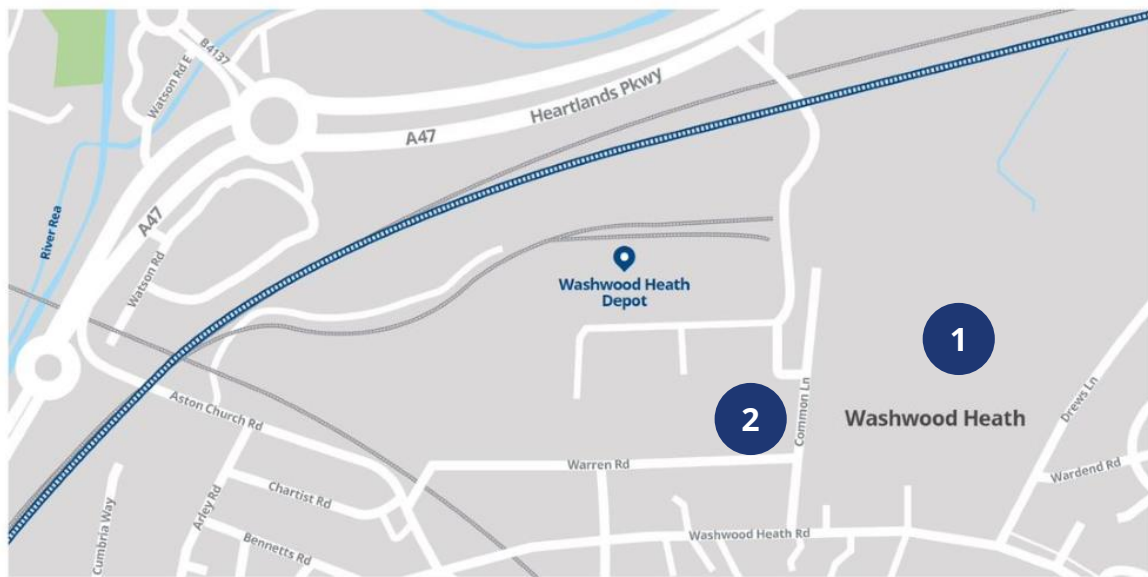 B4137
Watson Rd E
Heartlands Pkwy
A47
River Rea
A47
Watson Rd
Washwood Heath
Depot
1
2
Washwood Heath
Drews Ln
Common Ln
Aston Church Rd
Warren Rd
Wardend Rd
Chartist Rd
Arley Rd
Cumbria Way
Bennetts Rd
Washwood Heath Rd